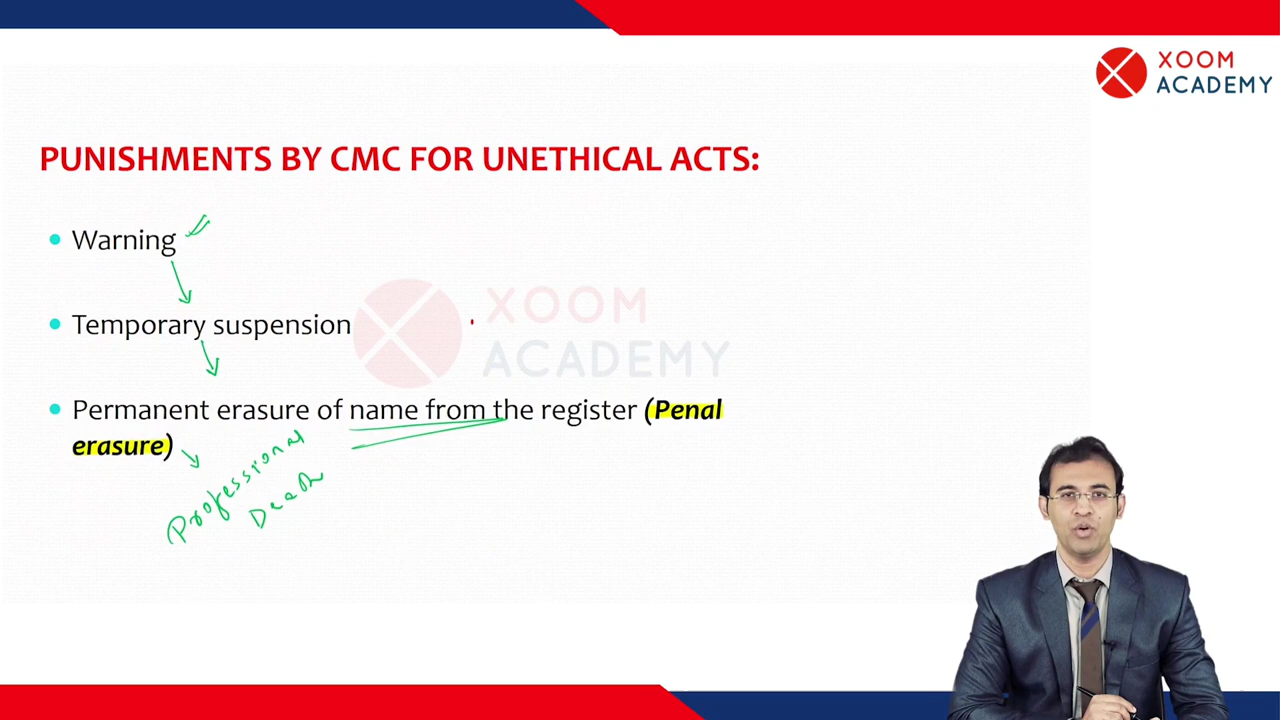 XOOM
ACADEMY
PUNISHMENTS BY CMC FOR UNETHICAL ACTS:
Warning
Temporary suspension
XOOM
ACADEMY
Permanent erasure of name from the register (Penal
erasure)
Professional
Death